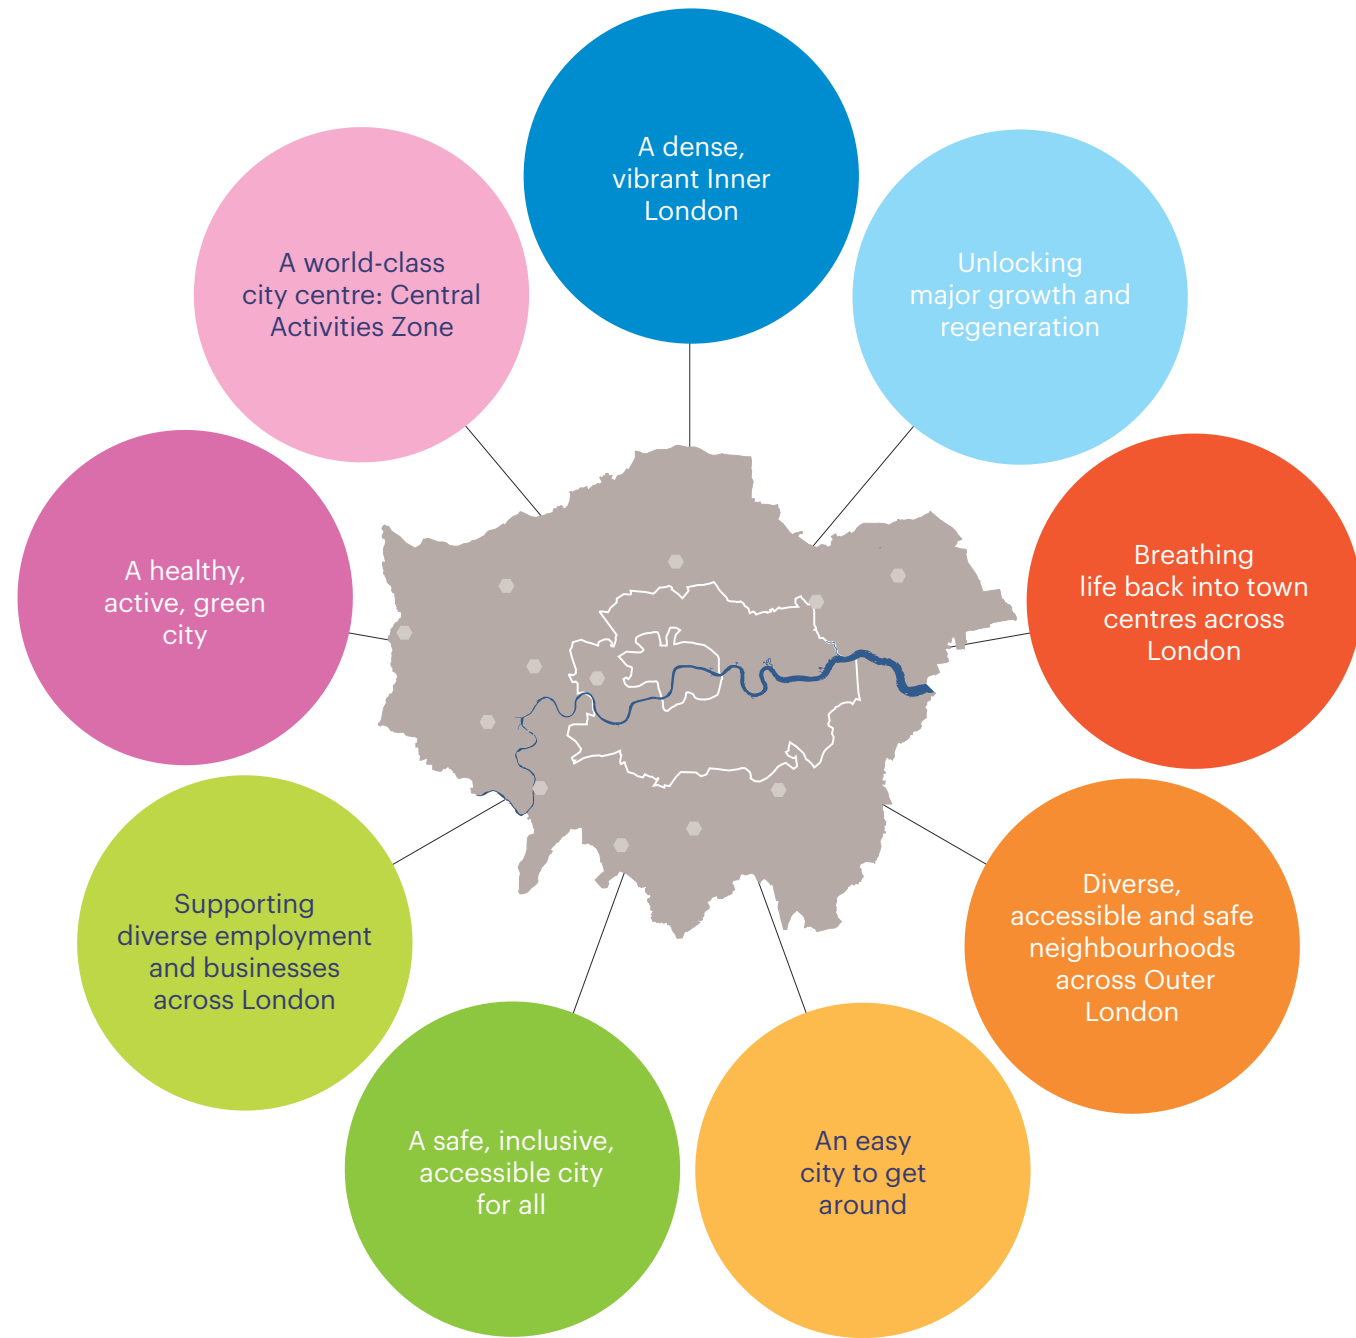 A dense,
vibrant Inner
London
Unlocking
major growth and
regeneration
Breathing
life back into town
centres across
London
Diverse,
accessible and safe
neighbourhoods
across Outer
London
An easy
city to get
around
A safe, inclusive,
accessible city
for all
Supporting
diverse employment
and businesses
across London
A healthy,
active, green
city
A world-class
city centre: Central
Activities Zone